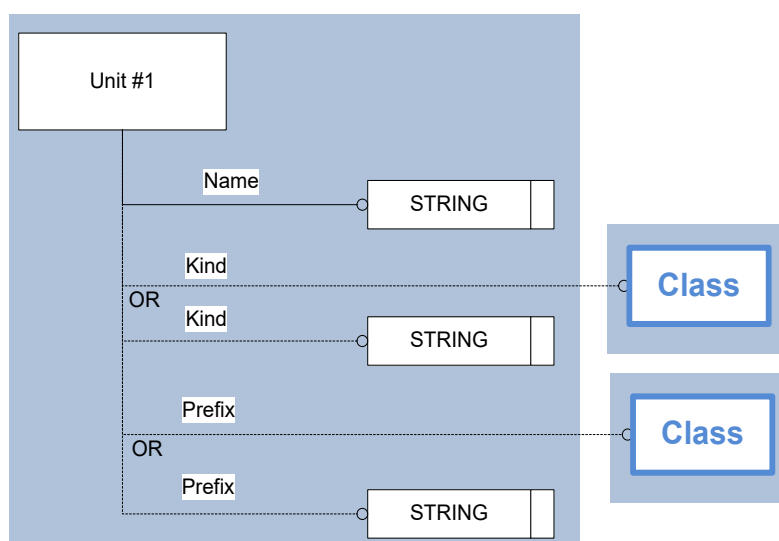 Unit #1
Name
STRING
Kind
Class
OR
Kind
STRING
Prefix
Class
OR
Prefix
STRING